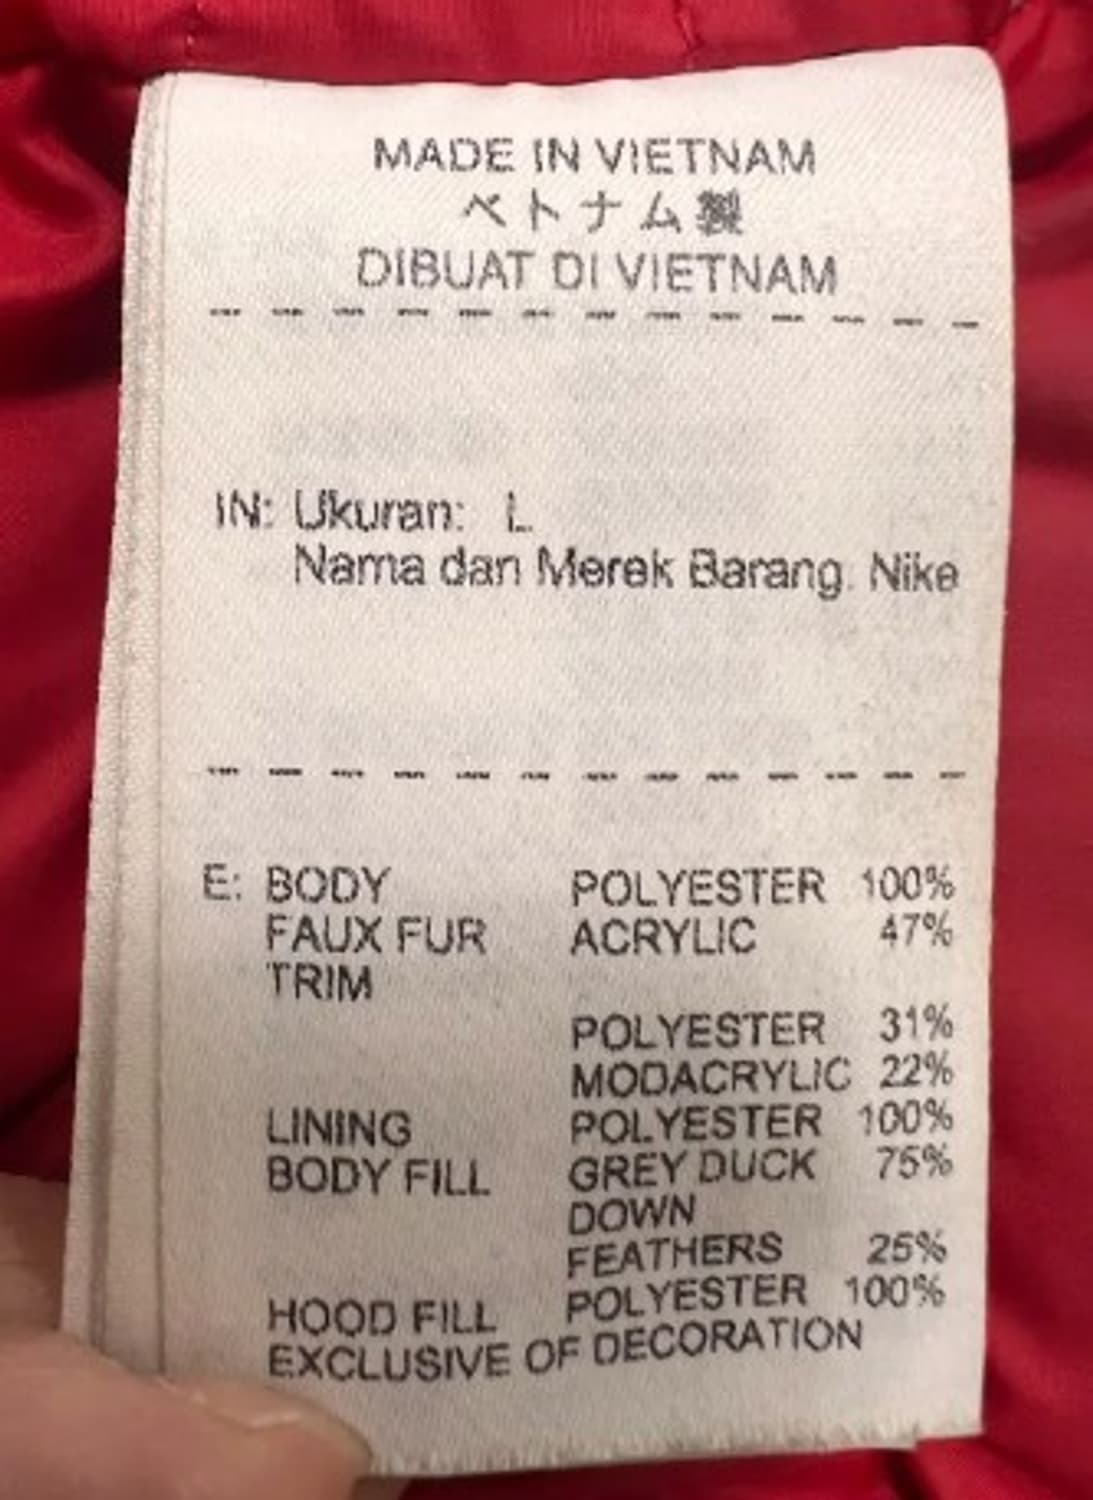 MADE IN VIETNAM
ベトナム製
DIBUAT DI VIETNAM
IN: Ukuran: L
Nama dan Merek Barang: Nike
E: BODY POLYESTER 100%
FAUX FUR ACRYLIC 47%
TRIM
POLYESTER 31%
MODACRYLIC 22%
LINING POLYESTER 100%
BODY FILL GREY DUCK 75%
DOWN
FEATHERS 25%
HOOD FILL POLYESTER 100%
EXCLUSIVE OF DECORATION